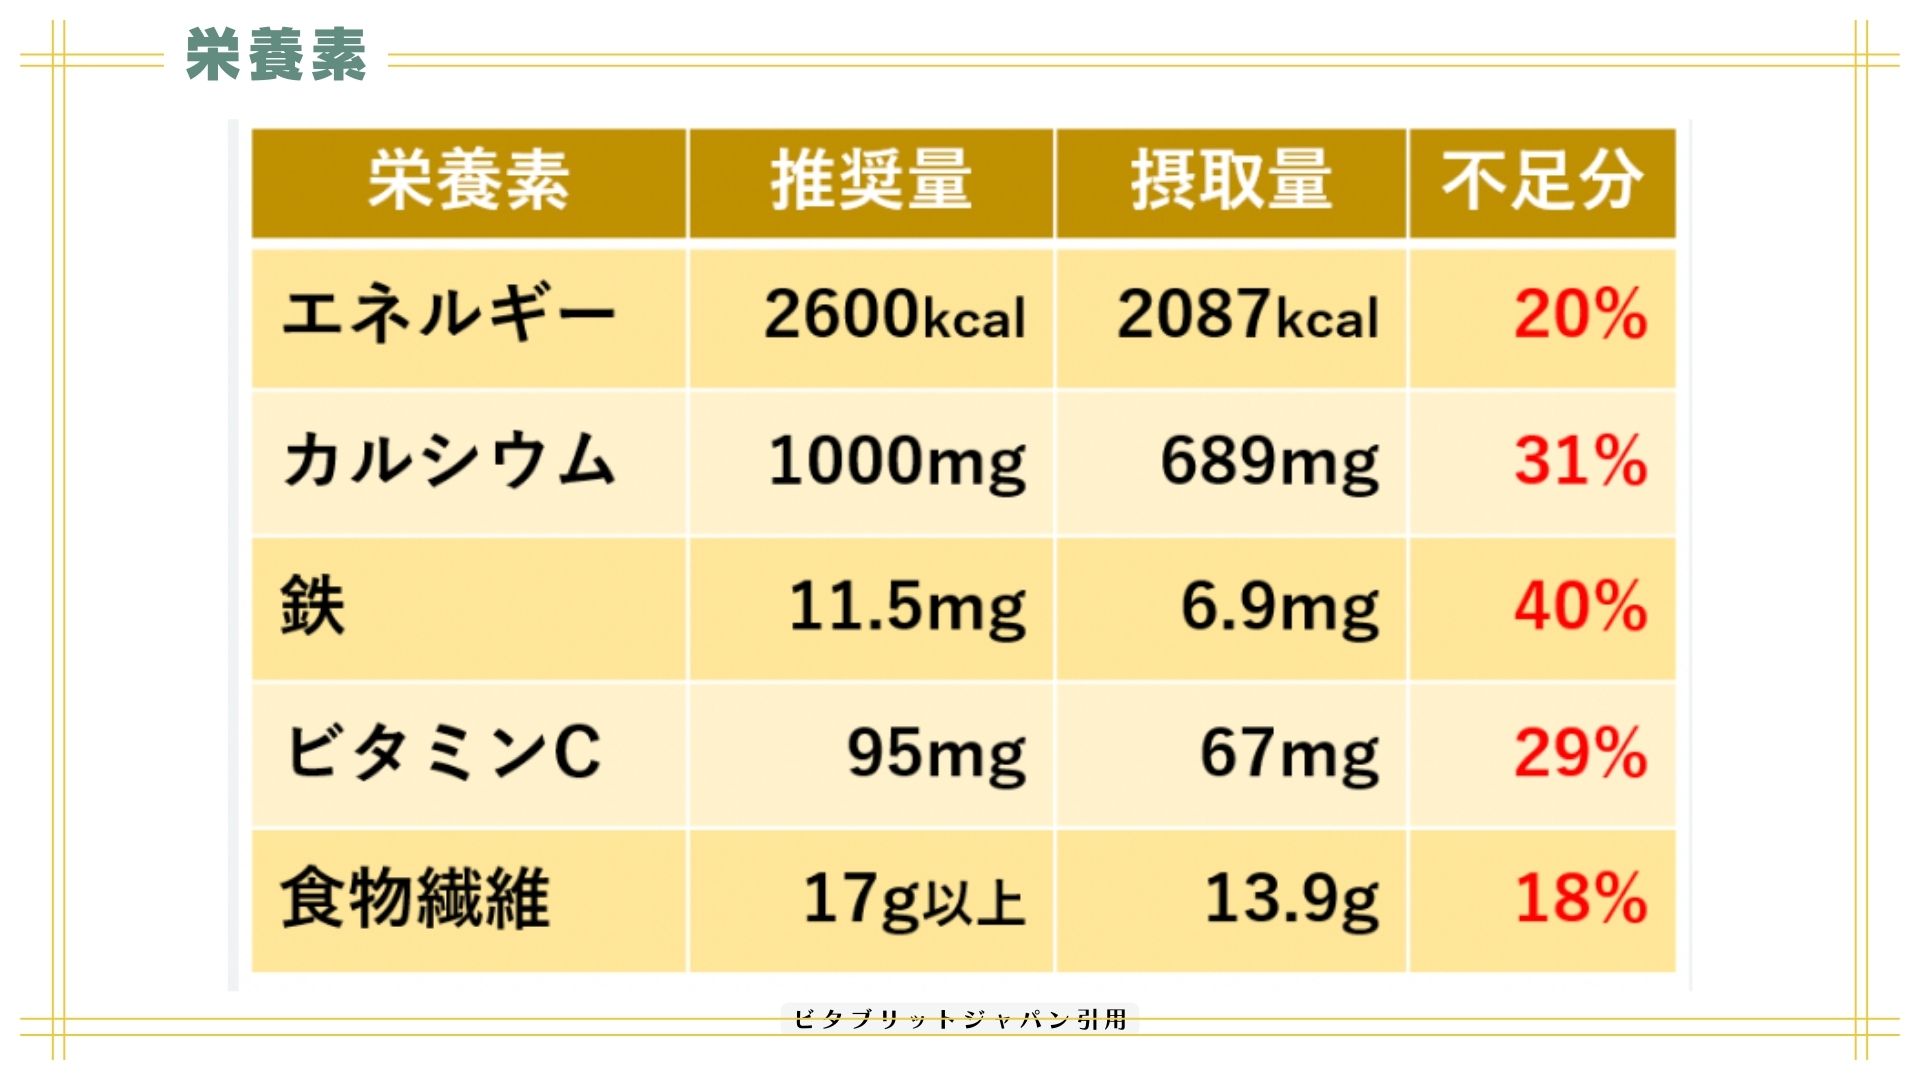 栄養素
栄養素 推奨量 摂取量 不足分
エネルギー 2600kcal 2087kcal 20%
カルシウム 1000mg 689mg 31%
鉄 11.5mg 6.9mg 40%
ビタミンC 95mg 67mg 29%
食物繊維 17g以上 13.9g 18%
ビタブリットジャパン引用